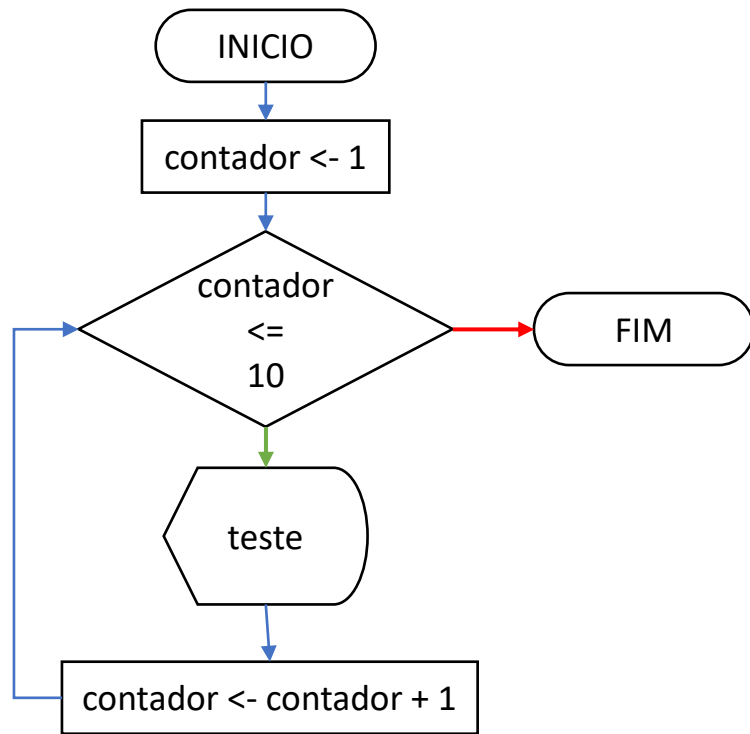 INICIO
contador <- 1
contador
<=
10
FIM
teste
contador <- contador + 1